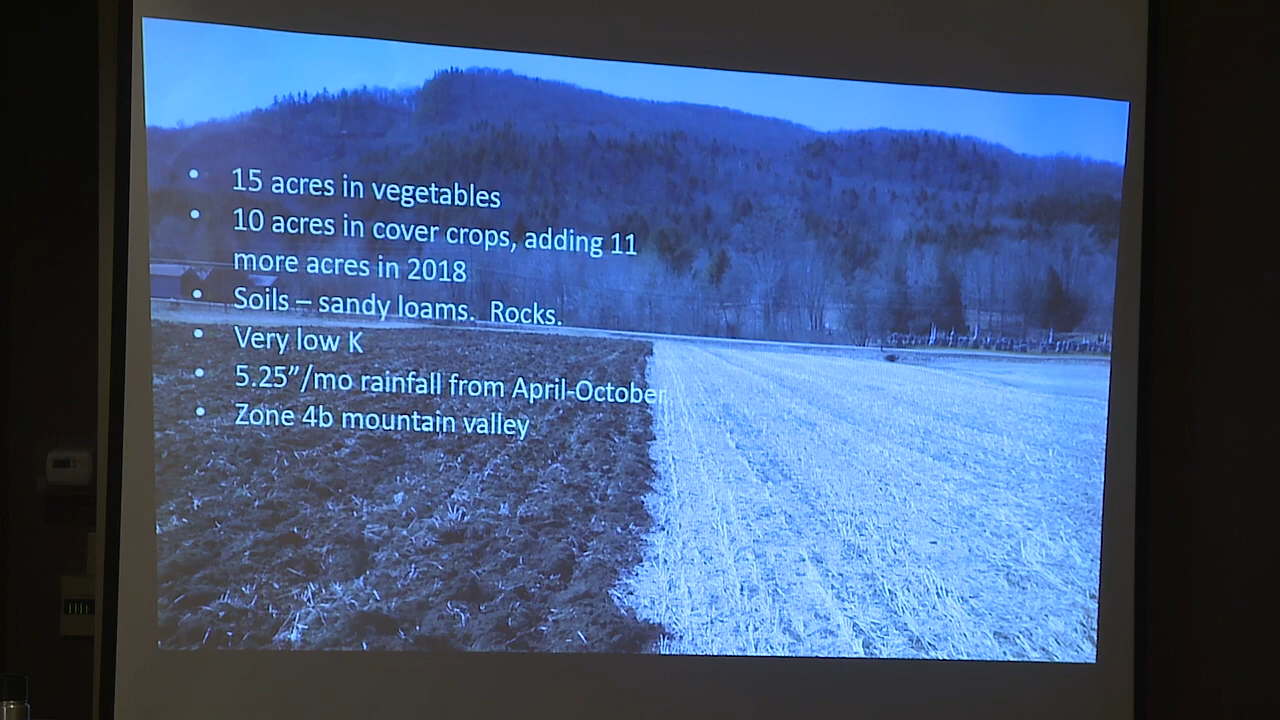 • 15 acres in vegetables
• 10 acres in cover crops, adding 11
more acres in 2018
• Soils – sandy loams.  Rocks.
• Very low K
• 5.25”/mo rainfall from April-October
• Zone 4b mountain valley